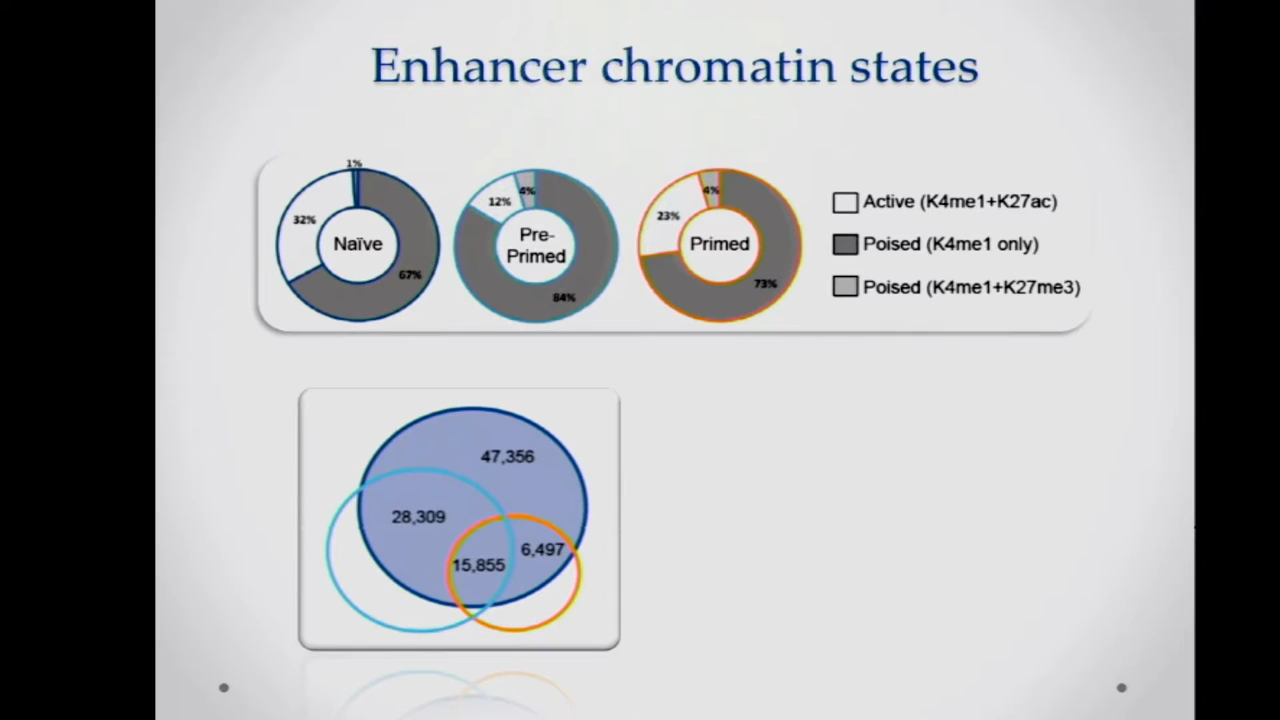 Enhancer chromatin states
1%
32%
Naïve
67%
4%
12%
Pre-
Primed
84%
4%
23%
Primed
73%
Active (K4me1+K27ac)
Poised (K4me1 only)
Poised (K4me1+K27me3)
47,356
28,309
6,497
15,855